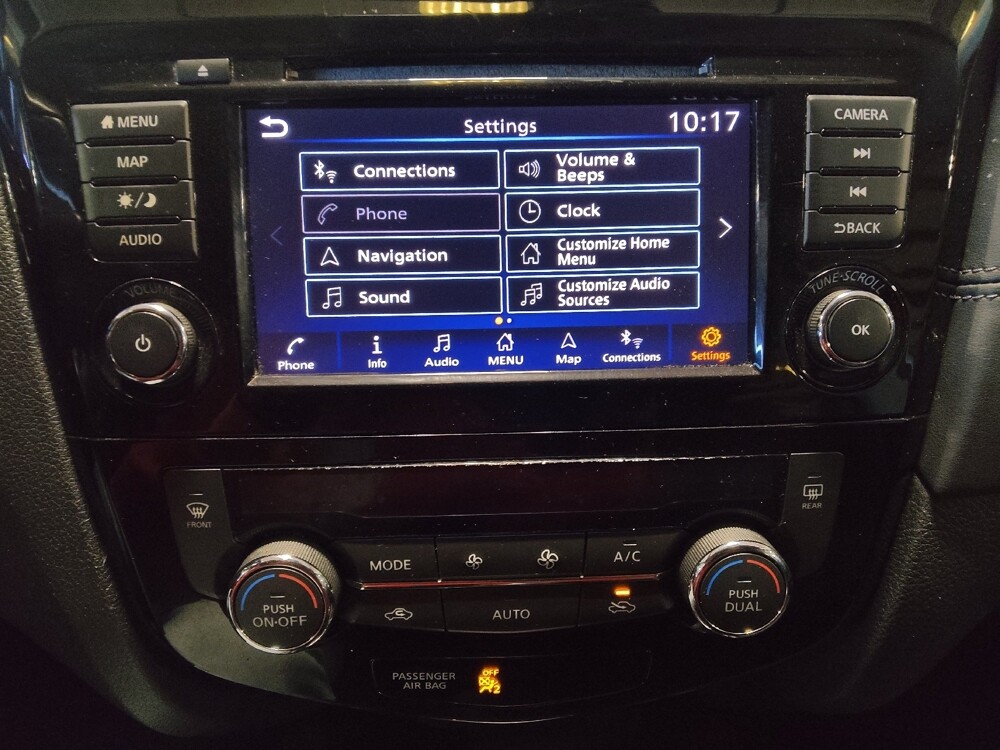 MENU
MAP
AUDIO
VOLUME
Settings
10:17
Connections
Volume &
Beeps
Phone
Clock
Navigation
Customize Home
Menu
Sound
Customize Audio
Sources
Phone
Info
Audio
MENU
Map
Connections
Settings
CAMERA
BACK
TUNE·SCROLL
OK
FRONT
REAR
MODE
A/C
AUTO
PUSH
ON·OFF
PUSH
DUAL
PASSENGER
AIR BAG
OFF
2